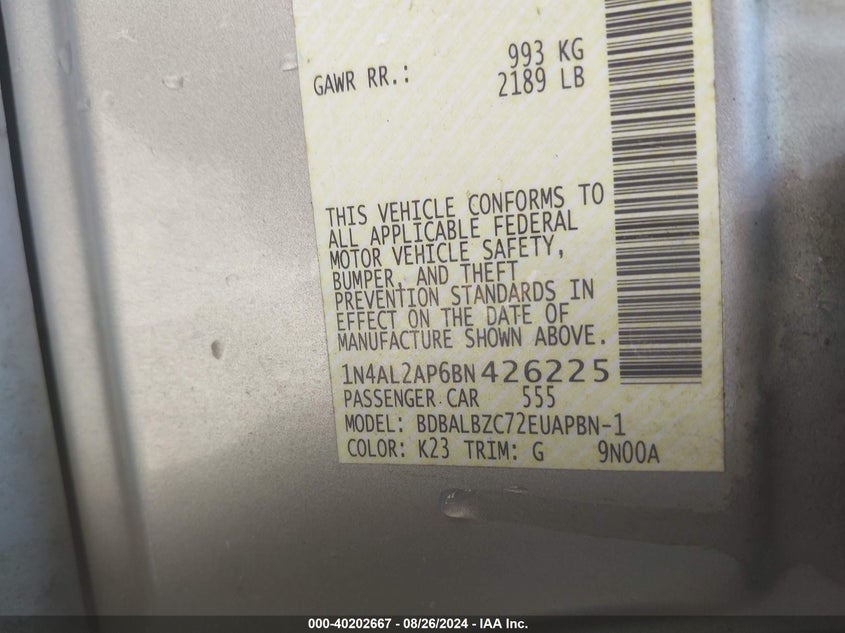 993 KG
GAWR RR.: 2189 LB
THIS VEHICLE CONFORMS TO
ALL APPLICABLE FEDERAL
MOTOR VEHICLE SAFETY,
BUMPER, AND THEFT
PREVENTION STANDARDS IN
EFFECT ON THE DATE OF
MANUFACTURE SHOWN ABOVE.
1N4AL2AP6BN 426225
PASSENGER CAR 555
MODEL: BDBALBZC72EUAPBN-1
COLOR: K23 TRIM: G 9N00A
000-40202667 - 08/26/2024 - IAA Inc.